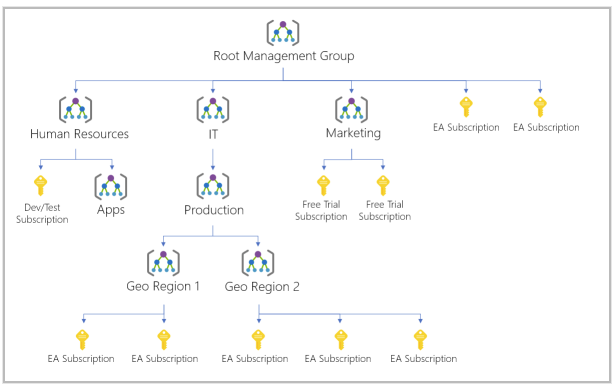 Root Management Group
Human Resources
IT
Marketing
EA Subscription
EA Subscription
Dev/Test
Subscription
Apps
Production
Free Trial
Subscription
Free Trial
Subscription
Geo Region 1
Geo Region 2
EA Subscription
EA Subscription
EA Subscription
EA Subscription
EA Subscription